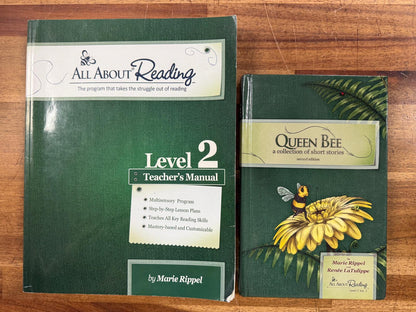 All About Reading
The program that takes the struggle out of reading
Level 2
Teacher's Manual
Multisensory Program
Step-by-Step Lesson Plans
Teaches All Key Reading Skills
Mastery-based and Customizable
by Marie Rippel
Queen Bee
a collection of short stories
second edition
Marie Rippel
Renée LaTulippe
All About Reading